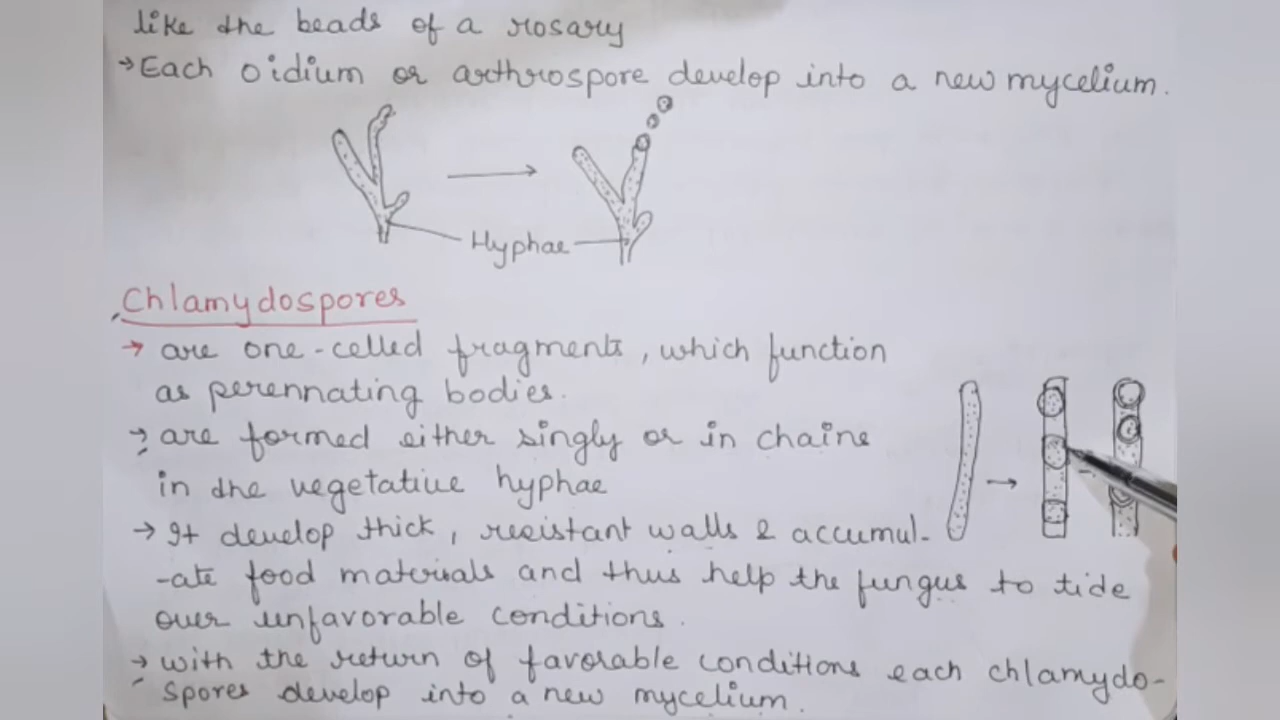 like the beads of a rosary
→ Each oidium or arthrospore develop into a new mycelium.
Hyphae
Chlamydospores
→ are one-celled fragments, which function
as perennating bodies.
→ are formed either singly or in chains
in the vegetative hyphae
→ It develop thick, resistant walls & accumul-
-ate food materials and thus help the fungus to tide
over unfavorable conditions.
→ with the return of favorable conditions each chlamydo-
spores develop into a new mycelium.